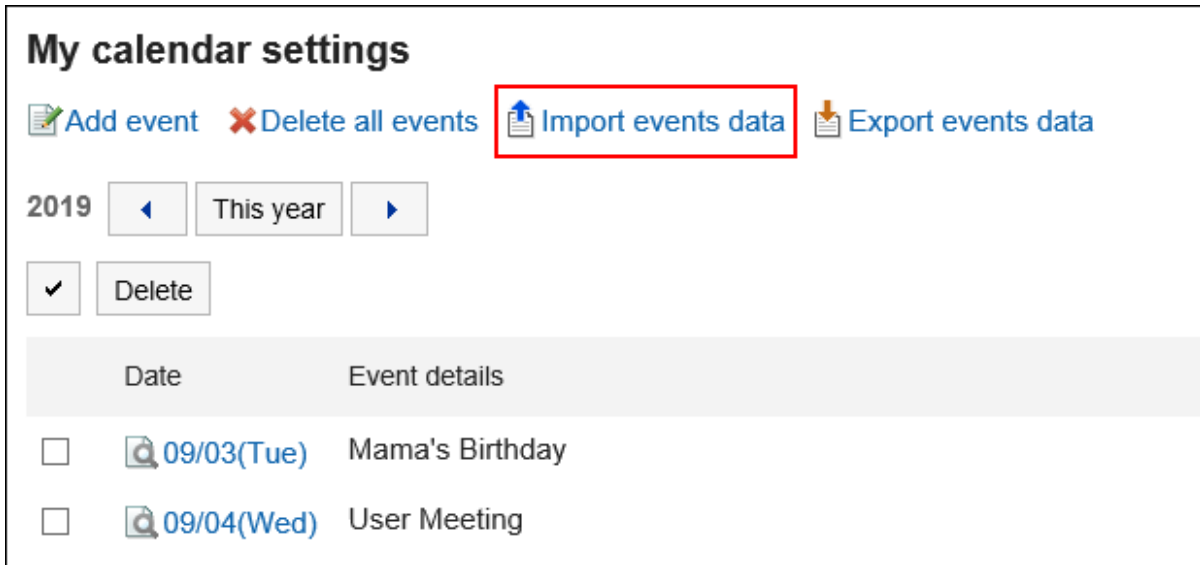 My calendar settings
Add event Delete all events Import events data Export events data
2019 This year
Delete
Date Event details
09/03(Tue) Mama's Birthday
09/04(Wed) User Meeting